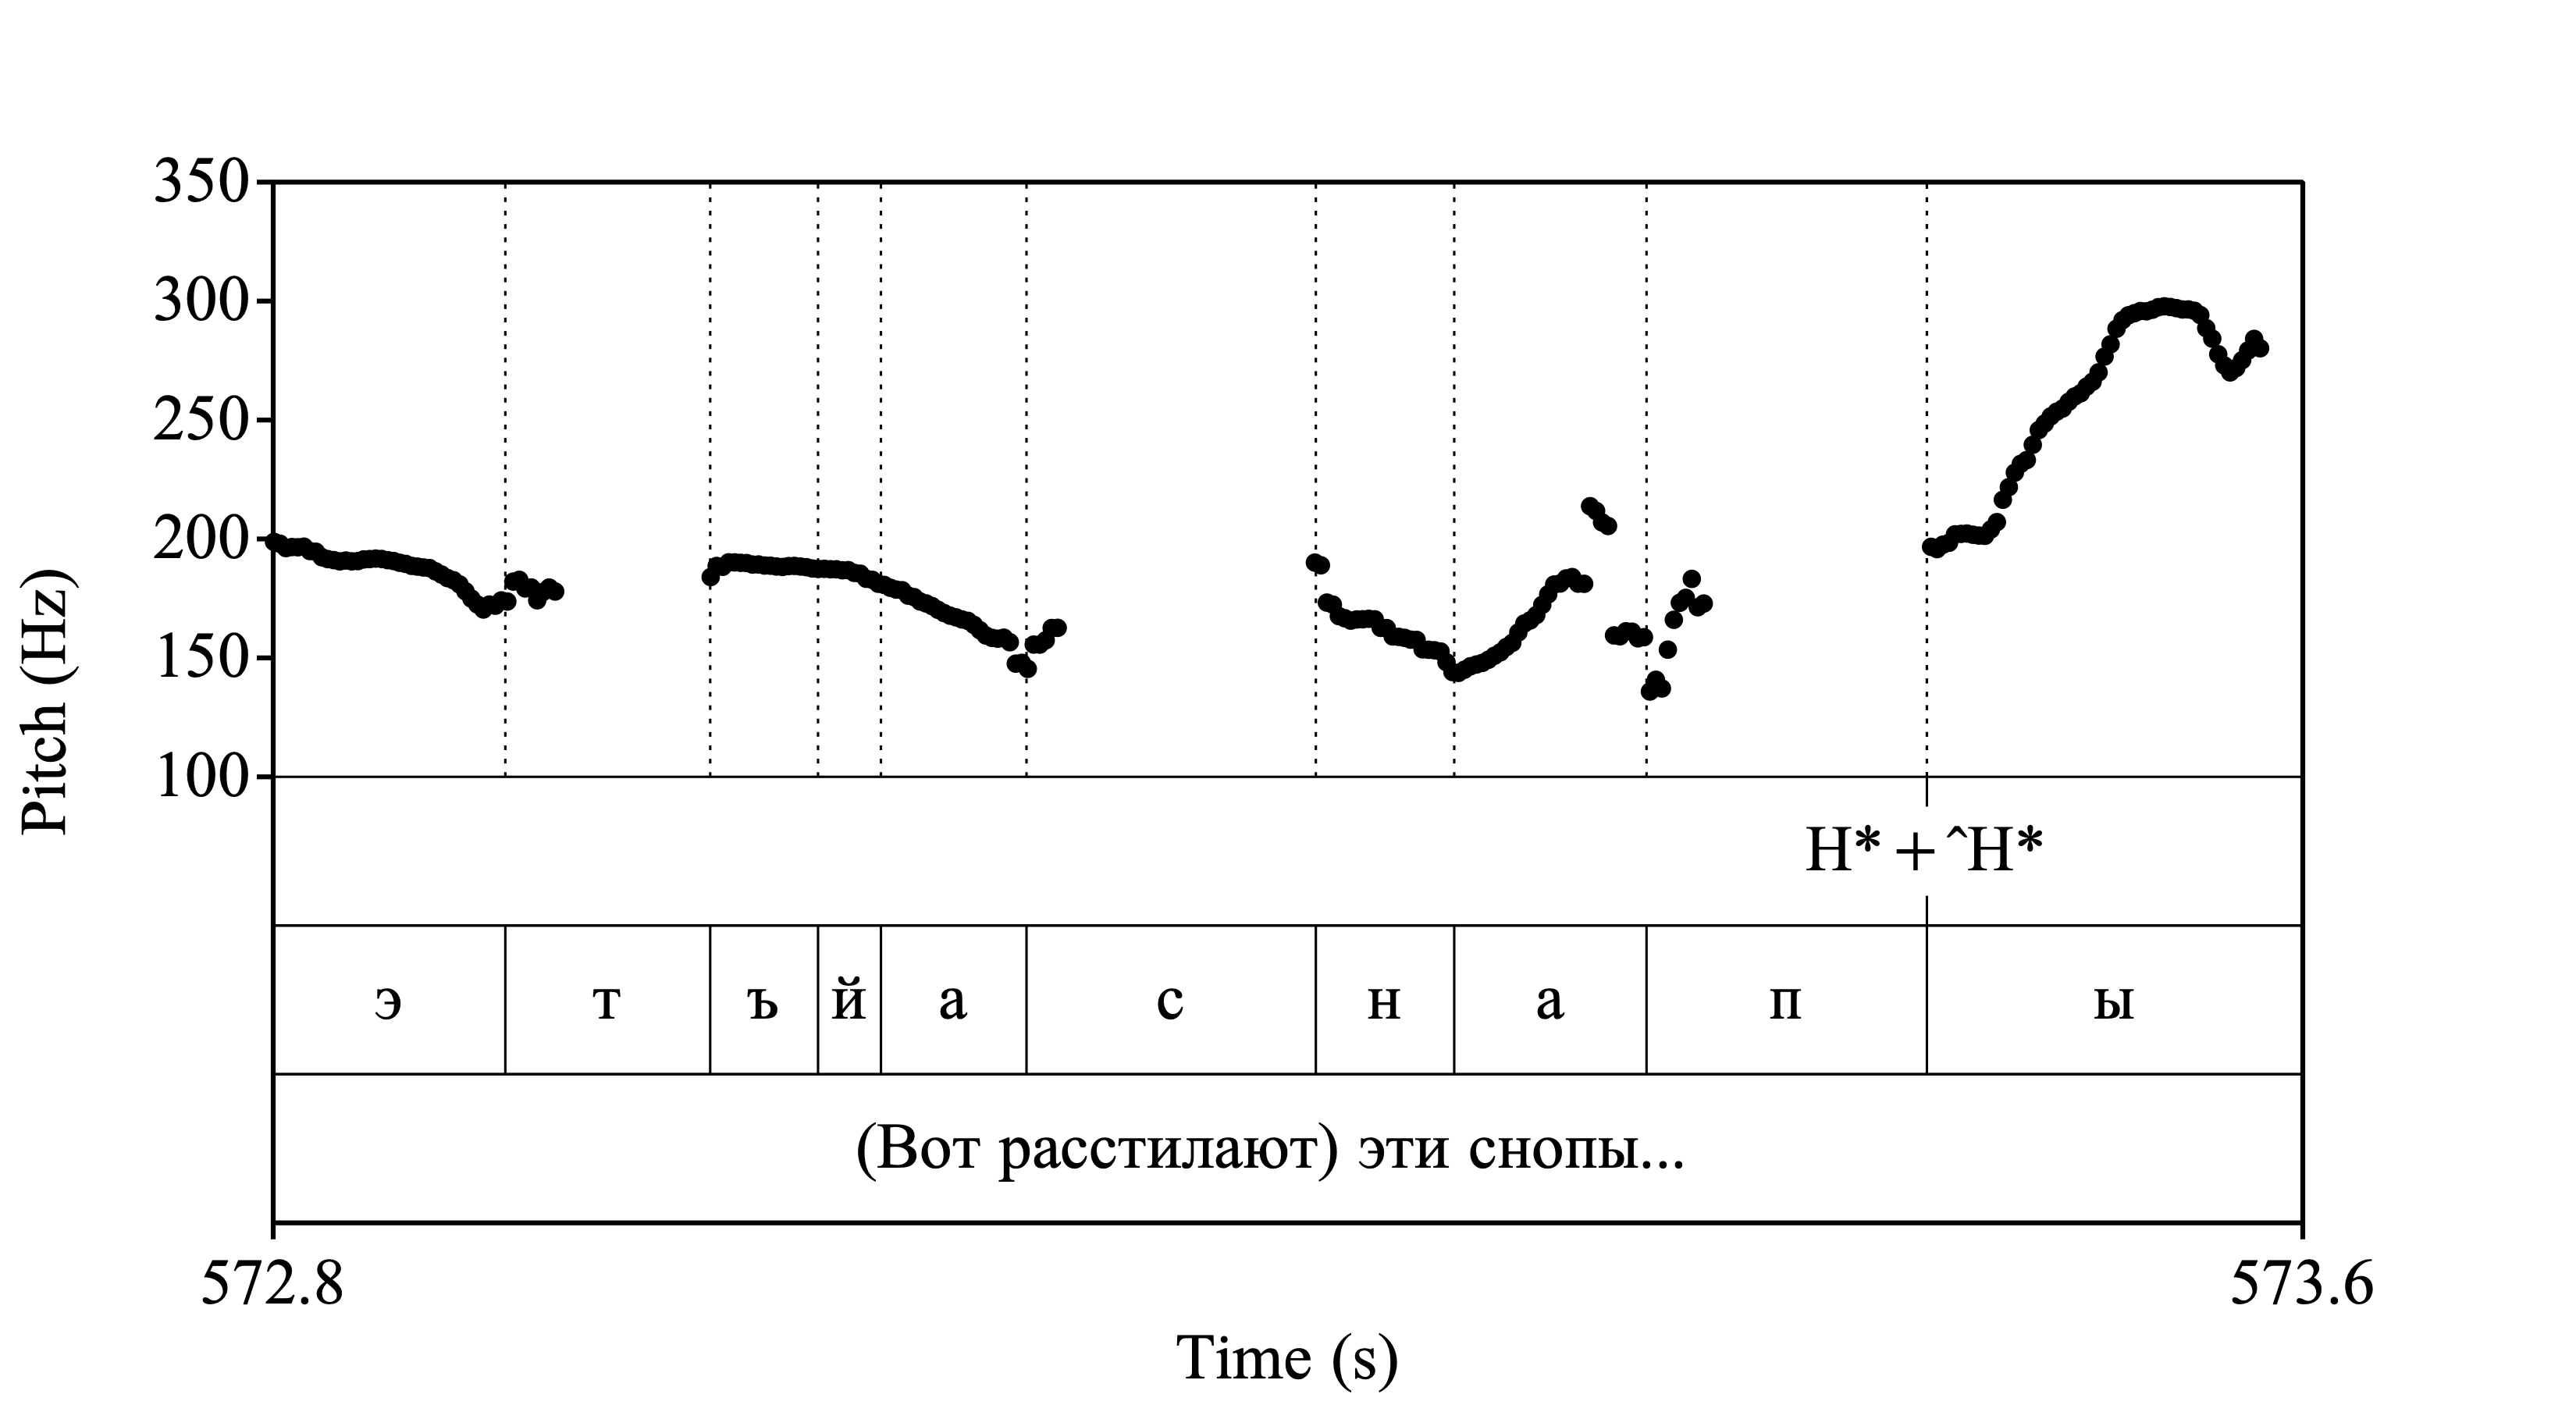 350
300
250
200
150
100
Pitch (Hz)
H* + ^H*
э т ъ й а с н а п ы
(Вот расстилают) эти снопы...
572.8 573.6
Time (s)